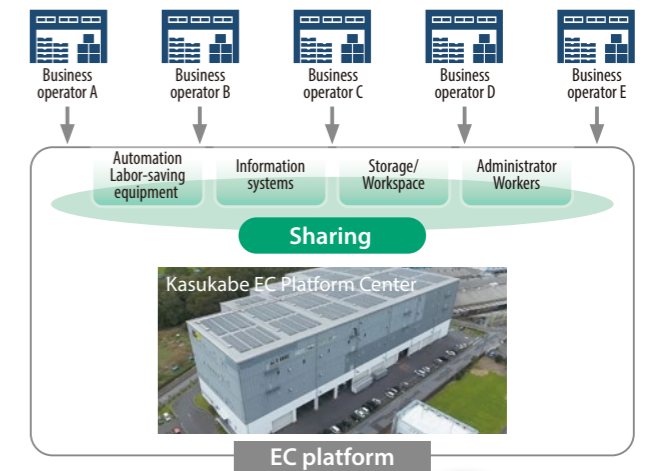 Business
operator A
Business
operator B
Business
operator C
Business
operator D
Business
operator E
Automation
Labor-saving
equipment
Information
systems
Storage/
Workspace
Administrator
Workers
Sharing
Kasukabe EC Platform Center
EC platform